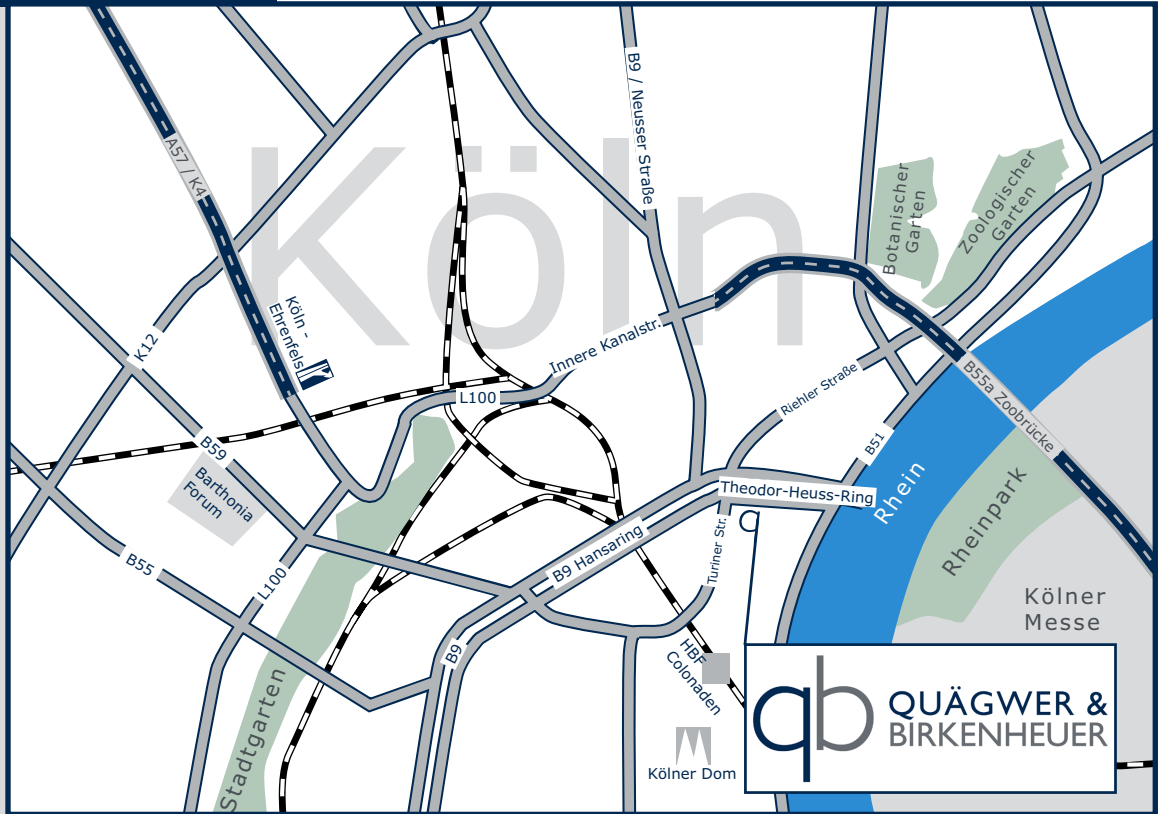 Köln
A57 / K4
B9 / Neusser Straße
Botanischer
Garten
Zoologischer
Garten
Köln -
Ehrenfels
K12
Innere Kanalstr.
L100
Riehler Straße
B55a Zoobrücke
B59
Barthonia
Forum
B51
Rhein
Rheinpark
Theodor-Heuss-Ring
B9 Hansaring
Turiner Str.
B55
L100
B9
HBF
Colonaden
Kölner
Messe
Stadtgarten
Kölner Dom
q
qb
QUÄGWER &
BIRKENHEUER